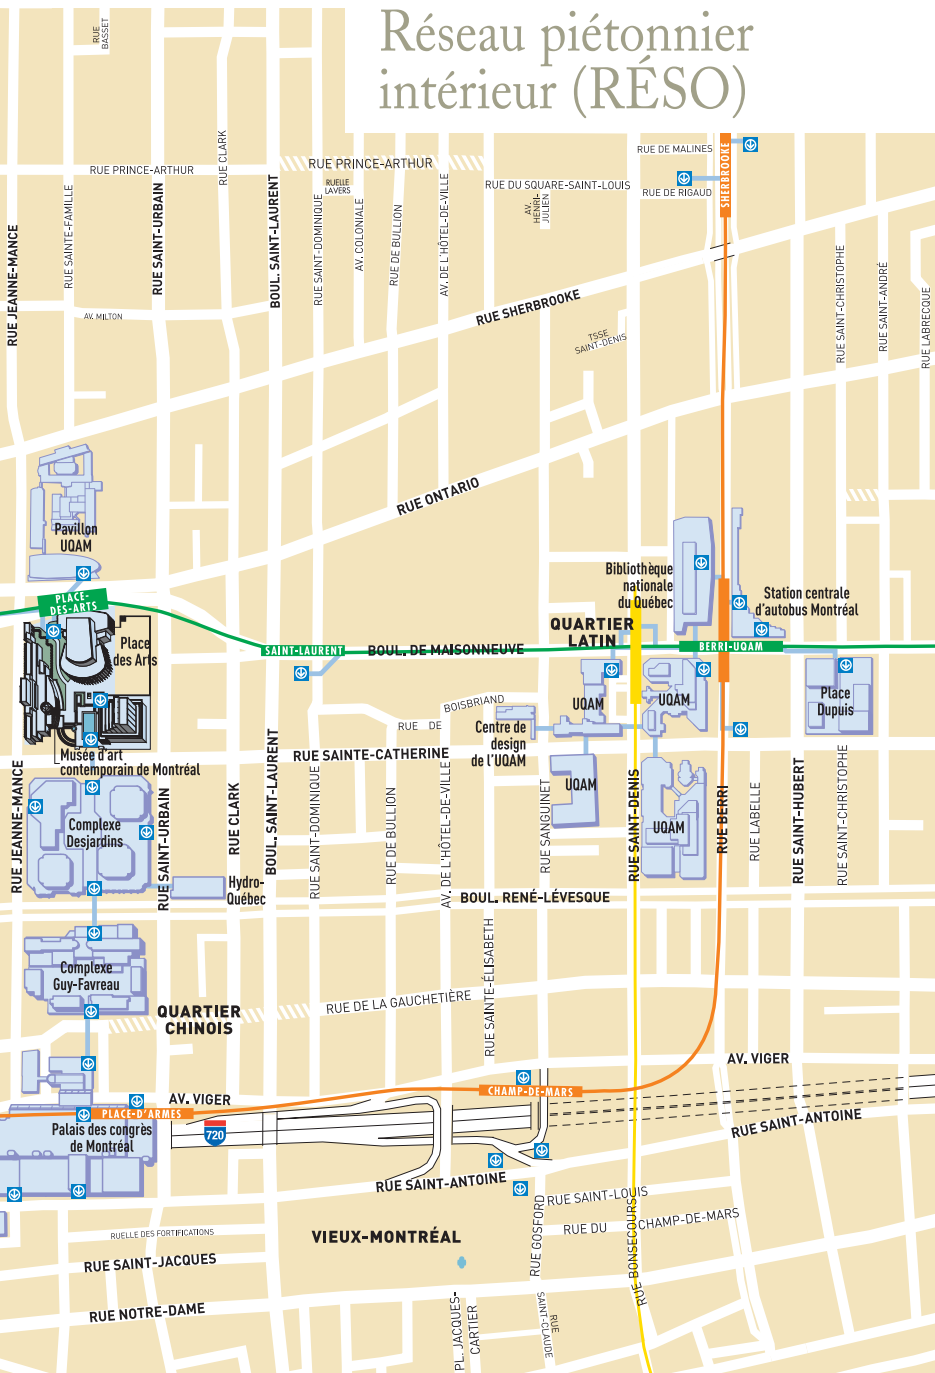 Réseau piétonnier
intérieur (RÉSO)
RUE
BASSET
RUE PRINCE-ARTHUR
RUE CLARK
RUE PRINCE-ARTHUR
RUELLE
LAVERS
RUE DE MALINES
SHERBROOKE
RUE DU SQUARE-SAINT-LOUIS
RUE DE RIGAUD
AV.
HENRI-
JULIEN
RUE JEANNE-MANCE
RUE SAINTE-FAMILLE
RUE SAINT-URBAIN
BOUL. SAINT-LAURENT
RUE SAINT-DOMINIQUE
AV. COLONIALE
RUE DE BULLION
AV. DE L'HÔTEL-DE-VILLE
RUE SAINT-CHRISTOPHE
RUE SAINT-ANDRÉ
RUE LABRECQUE
AV. MILTON
RUE SHERBROOKE
TSSE
SAINT-DENIS
RUE ONTARIO
Pavillon
UQAM
Bibliothèque
nationale
du Québec
Station centrale
d'autobus Montréal
PLACE-
DES-ARTS
QUARTIER
LATIN
Place
des Arts
SAINT-LAURENT
BOUL. DE MAISONNEUVE
BERRI-UQAM
UQAM
UQAM
Place
Dupuis
RUE DE
BOISBRIAND
Centre de
design
de l'UQAM
RUE SAINTE-CATHERINE
Musée d'art
contemporain de Montréal
UQAM
UQAM
RUE JEANNE-MANCE
Complexe
Desjardins
RUE SAINT-URBAIN
RUE CLARK
BOUL. SAINT-LAURENT
RUE SAINT-DOMINIQUE
RUE DE BULLION
AV. DE L'HÔTEL-DE-VILLE
RUE SANGUINET
RUE SAINT-DENIS
RUE BERRI
RUE LABELLE
RUE SAINT-HUBERT
RUE SAINT-CHRISTOPHE
Hydro-
Québec
BOUL. RENÉ-LÉVESQUE
Complexe
Guy-Favreau
RUE SAINTE-ÉLISABETH
RUE DE LA GAUCHETIÈRE
QUARTIER
CHINOIS
AV. VIGER
AV. VIGER
CHAMP-DE-MARS
PLACE-D'ARMES
Palais des congrès
de Montréal
720
RUE SAINT-ANTOINE
RUE SAINT-ANTOINE
RUE SAINT-LOUIS
RUE DU
CHAMP-DE-MARS
RUE GOSFORD
RUE BONSECOURS
VIEUX-MONTRÉAL
RUELLE DES FORTIFICATIONS
RUE SAINT-JACQUES
RUE NOTRE-DAME
PL. JACQUES-
CARTIER
RUE
SAINT-CLAUDE